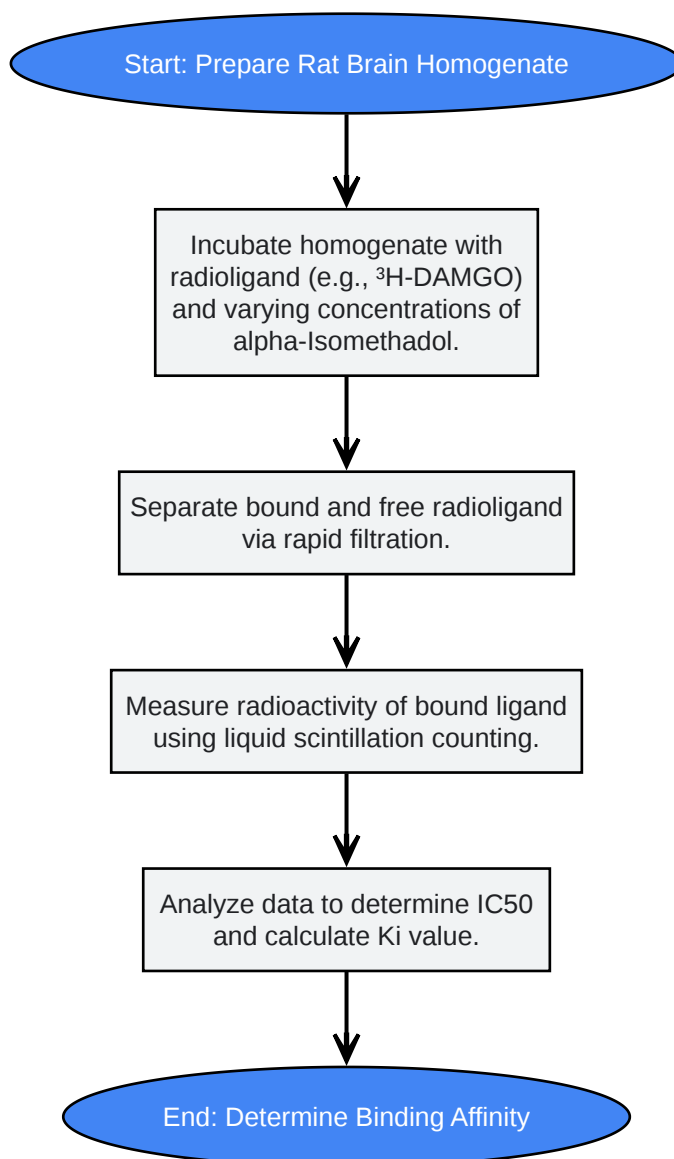 Start: Prepare Rat Brain Homogenate
Incubate homogenate with
radioligand (e.g., ³H-DAMGO)
and varying concentrations of
alpha-Isomethadol.
Separate bound and free radioligand
via rapid filtration.
Measure radioactivity of bound ligand
using liquid scintillation counting.
Analyze data to determine IC50
and calculate Ki value.
End: Determine Binding Affinity